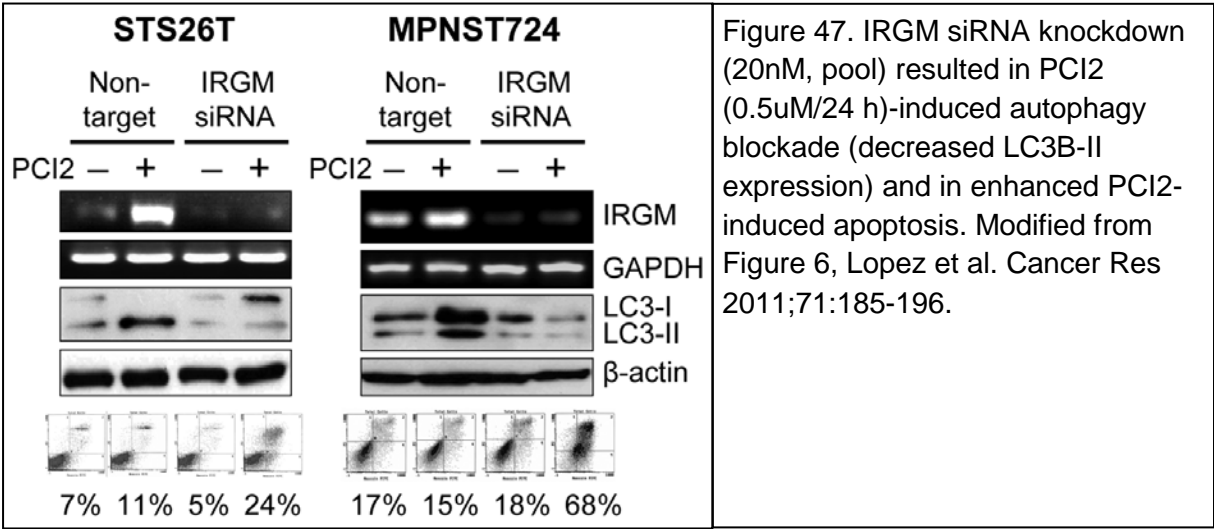 STS26T MPNST724
Non- IRGM Non- IRGM
target siRNA target siRNA
PCI2 – + – + PCI2 – + – +
IRGM
GAPDH
LC3-I
LC3-II
β-actin
7% 11% 5% 24% 17% 15% 18% 68%
Figure 47. IRGM siRNA knockdown
(20nM, pool) resulted in PCI2
(0.5uM/24 h)-induced autophagy
blockade (decreased LC3B-II
expression) and in enhanced PCI2-
induced apoptosis. Modified from
Figure 6, Lopez et al. Cancer Res
2011;71:185-196.